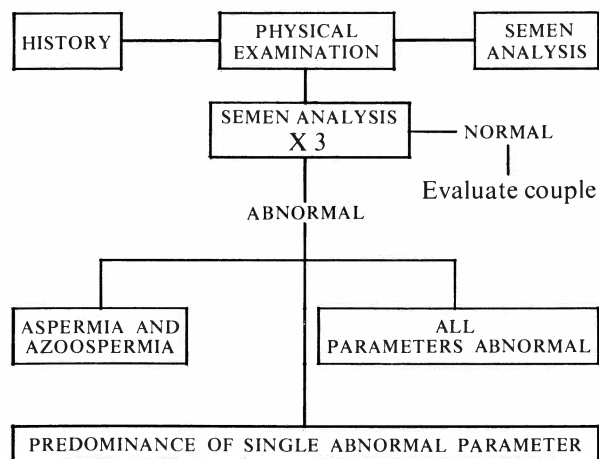 HISTORY
PHYSICAL
EXAMINATION
SEMEN
ANALYSIS
SEMEN ANALYSIS
X 3
NORMAL
Evaluate couple
ABNORMAL
ASPERMIA AND
AZOOSPERMIA
ALL
PARAMETERS ABNORMAL
PREDOMINANCE OF SINGLE ABNORMAL PARAMETER